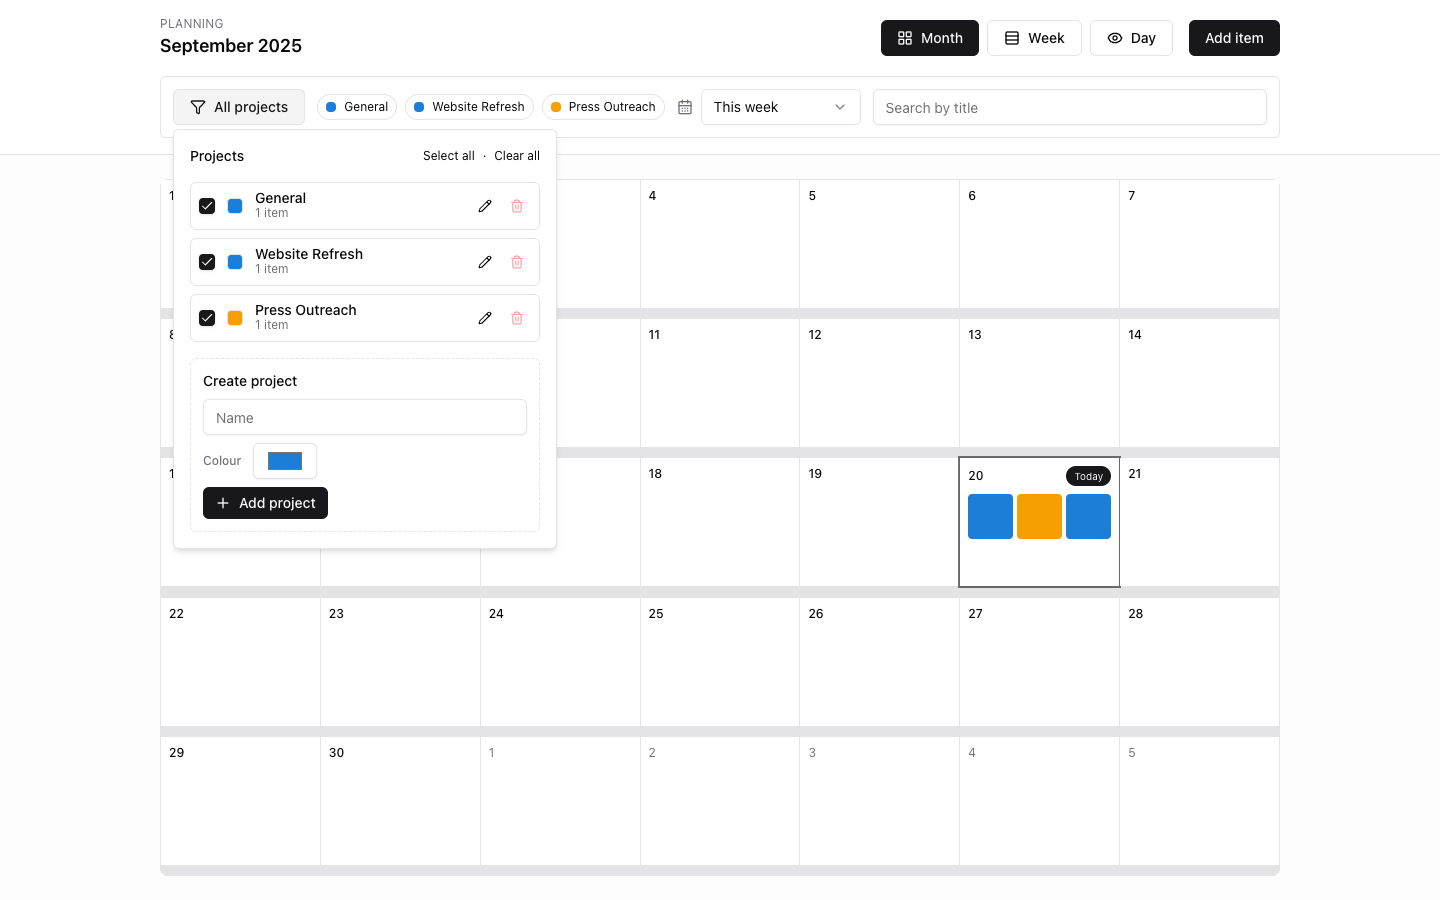 PLANNING
September 2025
Month
Week
Day
Add item
All projects
General
Website Refresh
Press Outreach
This week
Search by title
Projects
Select all · Clear all
General
1 item
Website Refresh
1 item
Press Outreach
1 item
Create project
Name
Colour
Add project
4 5 6 7
11 12 13 14
18 19 20 Today 21
22 23 24 25 26 27 28
29 30 1 2 3 4 5